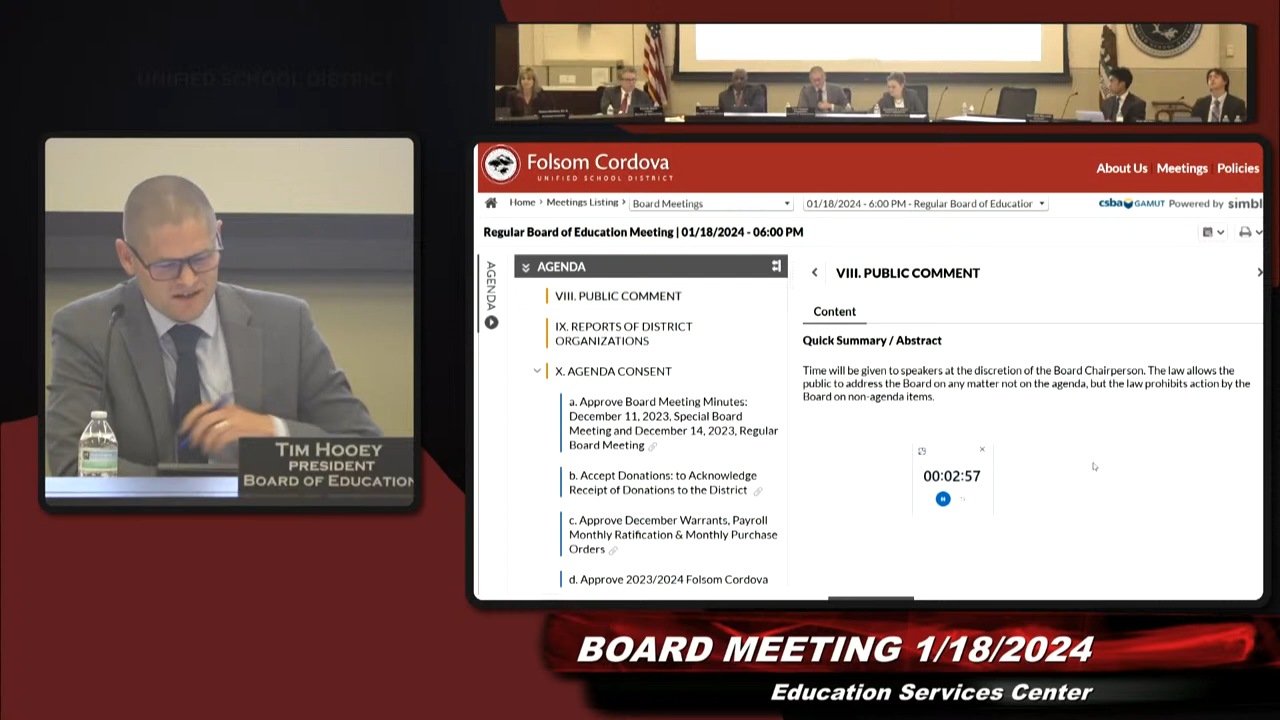 UNIFIED SCHOOL DISTRICT
TIM HOOEY
PRESIDENT
BOARD OF EDUCATION
Folsom Cordova
UNIFIED SCHOOL DISTRICT
About Us Meetings Policies
Home > Meetings Listing > Board Meetings 01/18/2024 - 6:00 PM - Regular Board of Educatior csba GAMUT Powered by simbl
Regular Board of Education Meeting | 01/18/2024 - 06:00 PM
AGENDA
AGENDA
VIII. PUBLIC COMMENT
IX. REPORTS OF DISTRICT
ORGANIZATIONS
X. AGENDA CONSENT
a. Approve Board Meeting Minutes:
December 11, 2023, Special Board
Meeting and December 14, 2023, Regular
Board Meeting
b. Accept Donations: to Acknowledge
Receipt of Donations to the District
c. Approve December Warrants, Payroll
Monthly Ratification & Monthly Purchase
Orders
d. Approve 2023/2024 Folsom Cordova
VIII. PUBLIC COMMENT
Content
Quick Summary / Abstract
Time will be given to speakers at the discretion of the Board Chairperson. The law allows the
public to address the Board on any matter not on the agenda, but the law prohibits action by the
Board on non-agenda items.
00:02:57
BOARD MEETING 1/18/2024
Education Services Center